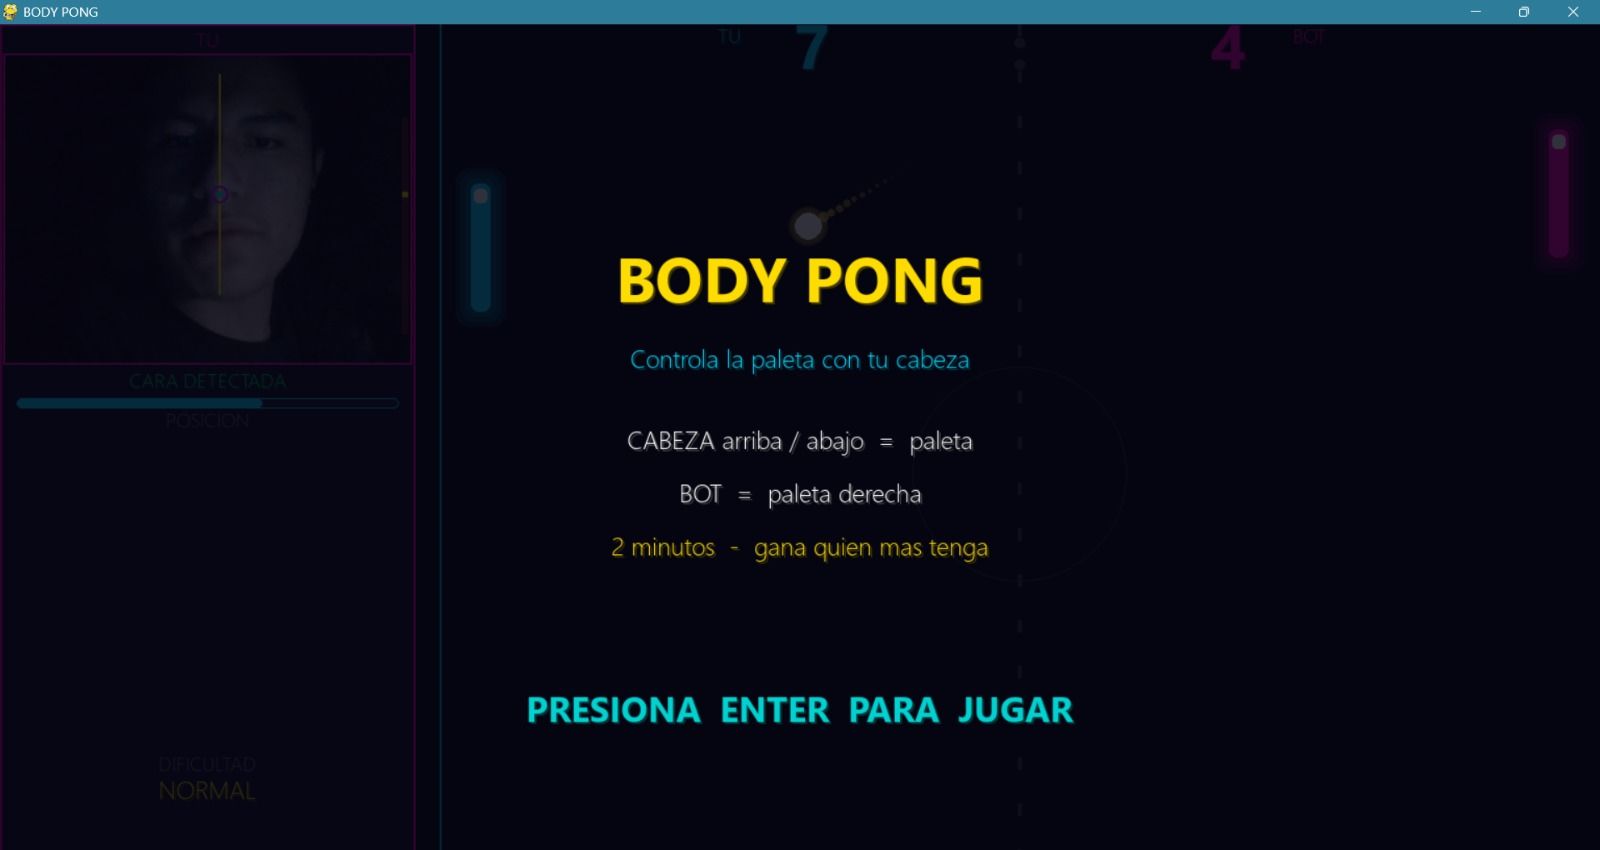 BODY PONG
TU
TU
7
4
BOT
BODY PONG
Controla la paleta con tu cabeza
CARA DETECTADA
POSICION
CABEZA arriba / abajo = paleta
BOT = paleta derecha
2 minutos - gana quien mas tenga
PRESIONA ENTER PARA JUGAR
DIFICULTAD
NORMAL